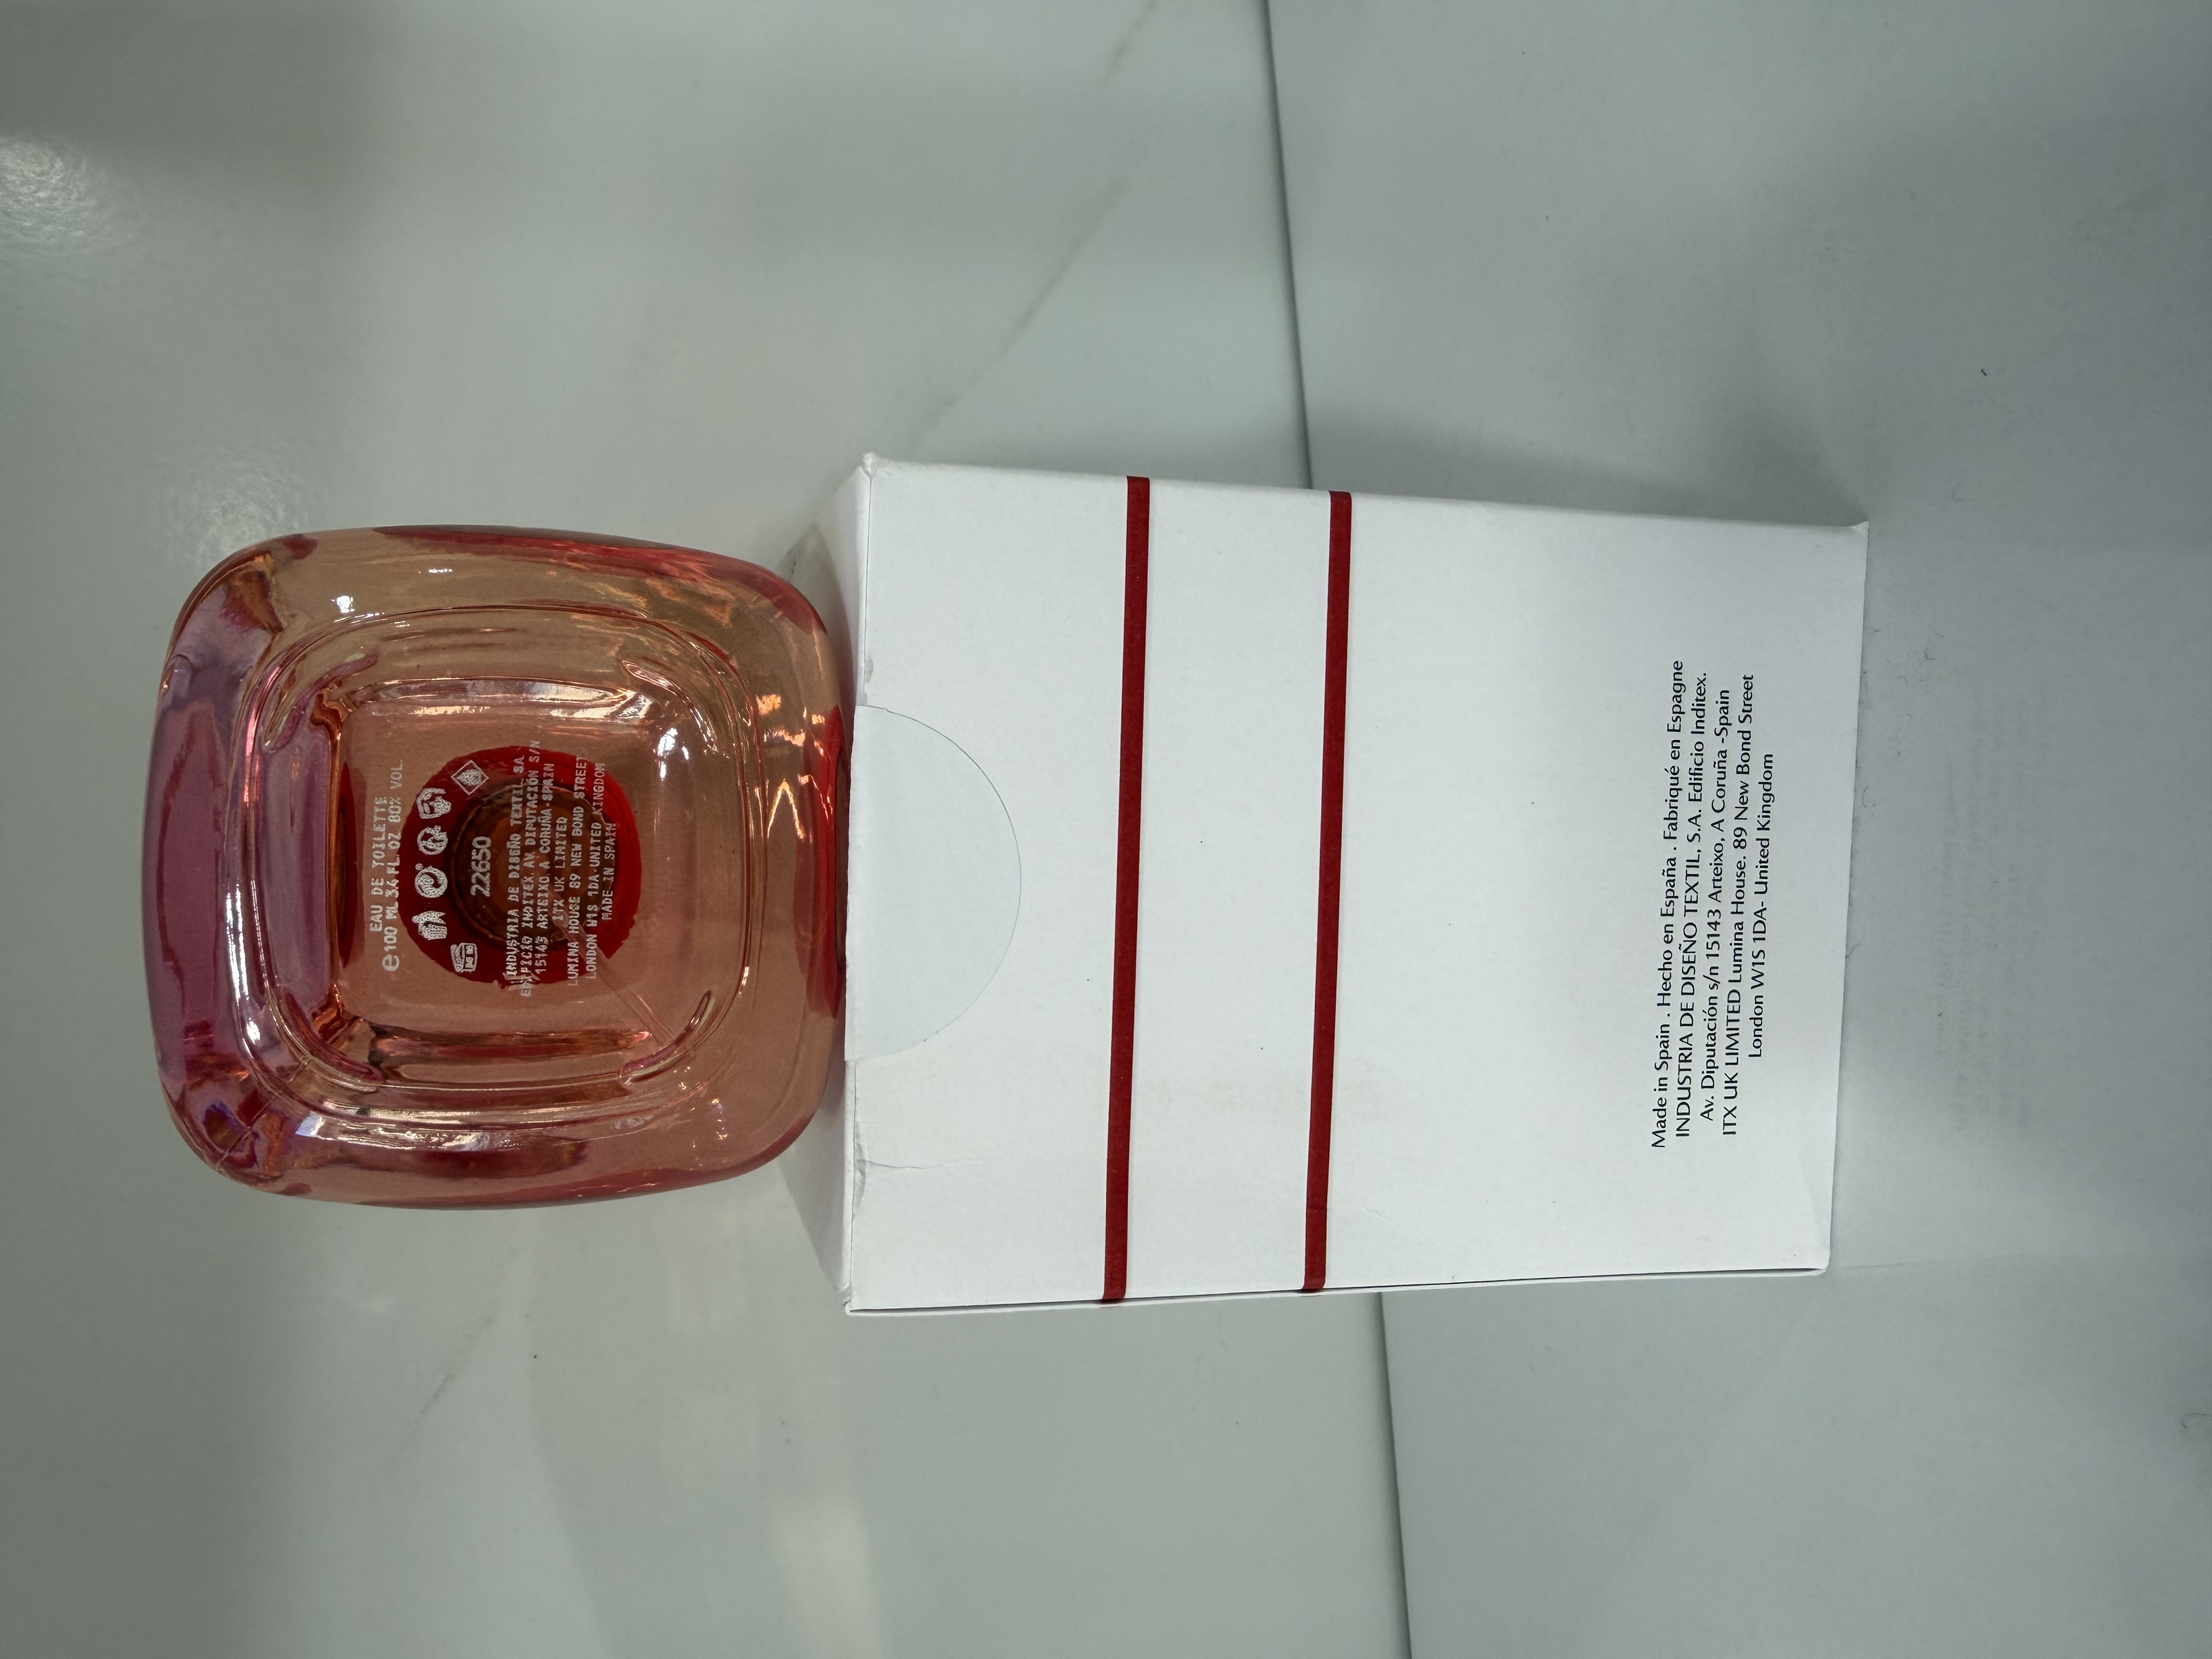 EAU DE TOILETTE
e100 ML 3.4 FL.OZ 80% VOL.
22650
INDUSTRIA DE DISEÑO TEXTIL, SA
EDIFICIO INDITEX AV DIPUTACIÓN S/N
15143 ARTEIXO A CORUÑA-SPAIN
ITX UK LIMITED
LUMINA HOUSE 89 NEW BOND STREET
LONDON W1S 1DA.UNITED KINGDOM
MADE IN SPAIN
Made in Spain . Hecho en España . Fabriqué en Espagne
INDUSTRIA DE DISEÑO TEXTIL, S.A. Edificio Inditex.
Av. Diputación s/n 15143 Arteixo, A Coruña -Spain
ITX UK LIMITED Lumina House. 89 New Bond Street
London W1S 1DA- United Kingdom